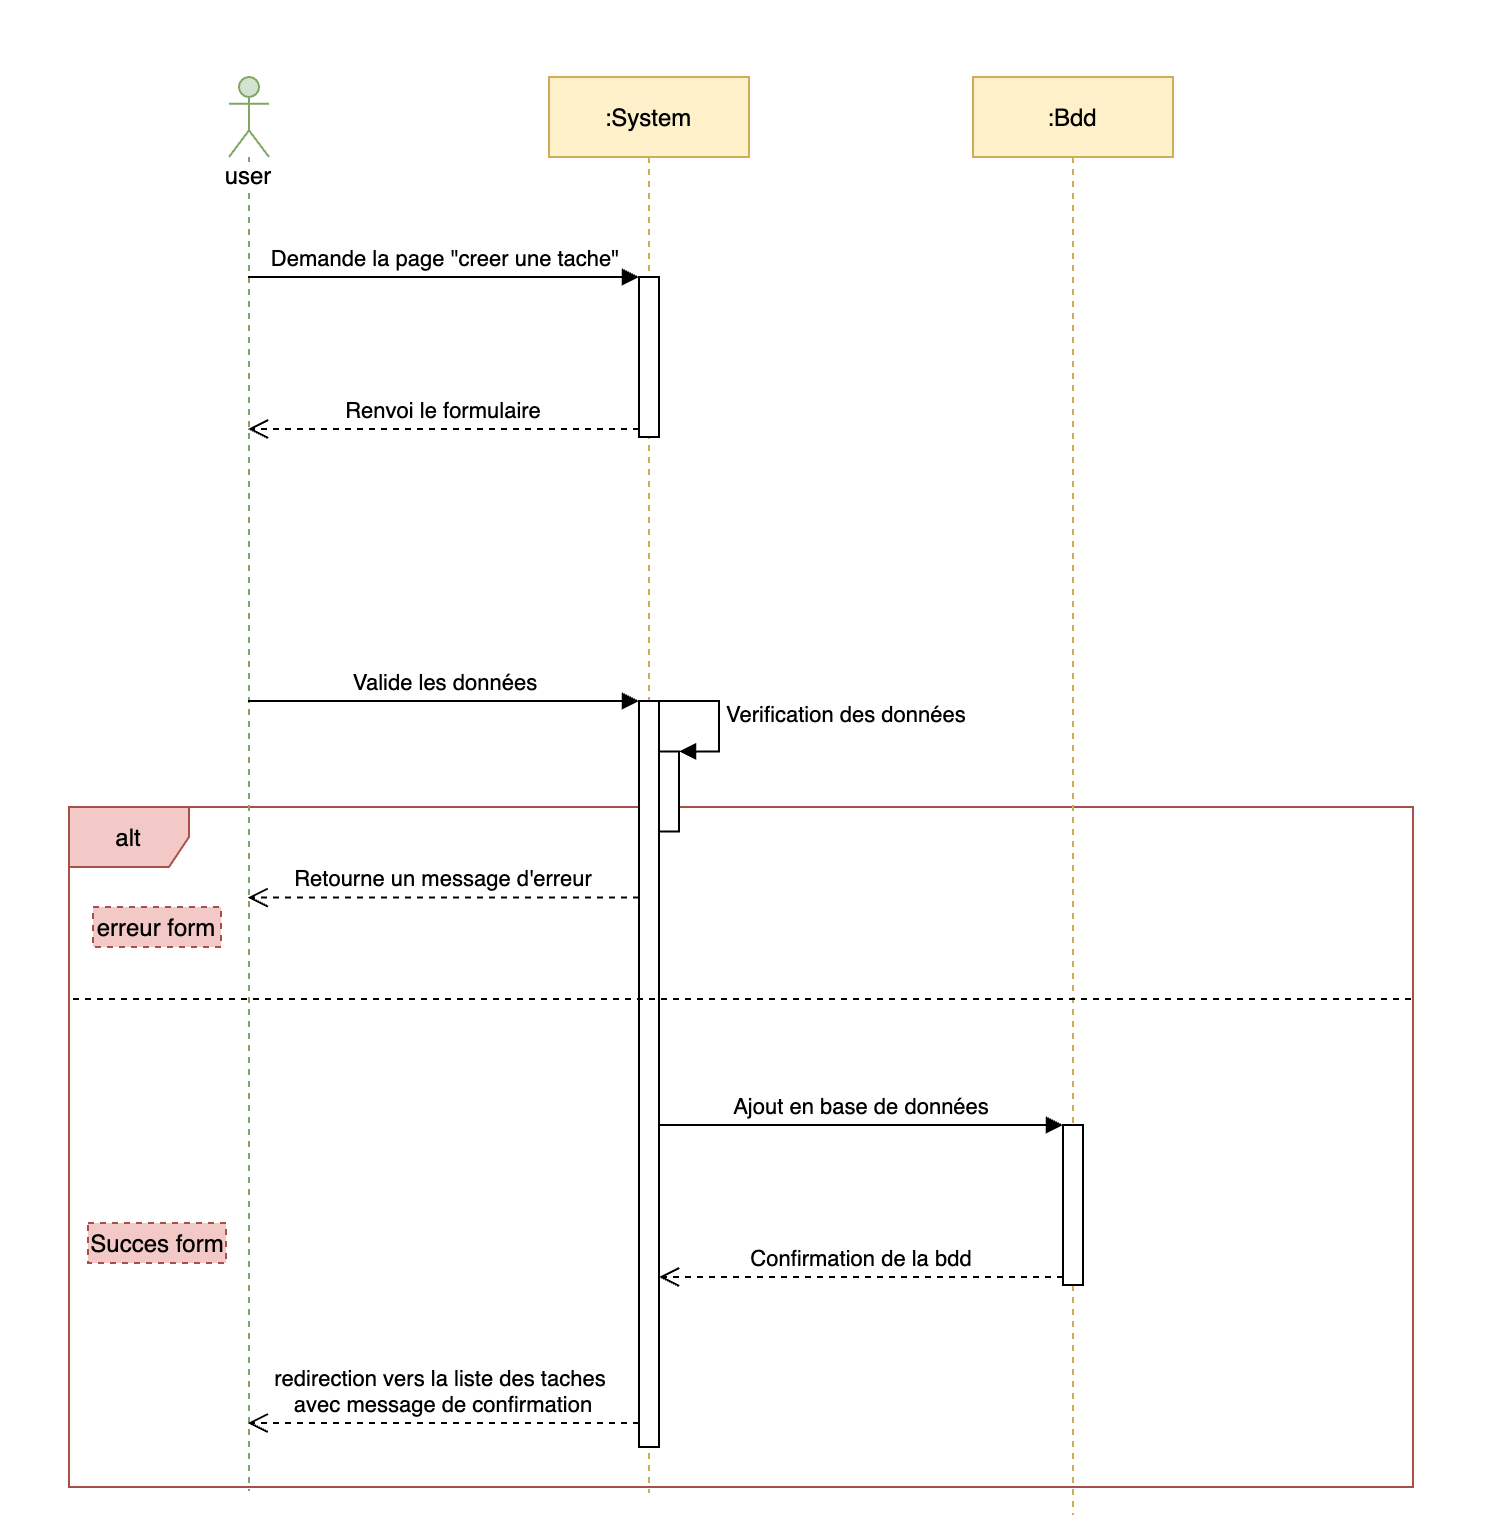 user
:System
:Bdd
Demande la page "creer une tache"
Renvoi le formulaire
Valide les données
Verification des données
alt
Retourne un message d'erreur
erreur form
Ajout en base de données
Succes form
Confirmation de la bdd
redirection vers la liste des taches
avec message de confirmation